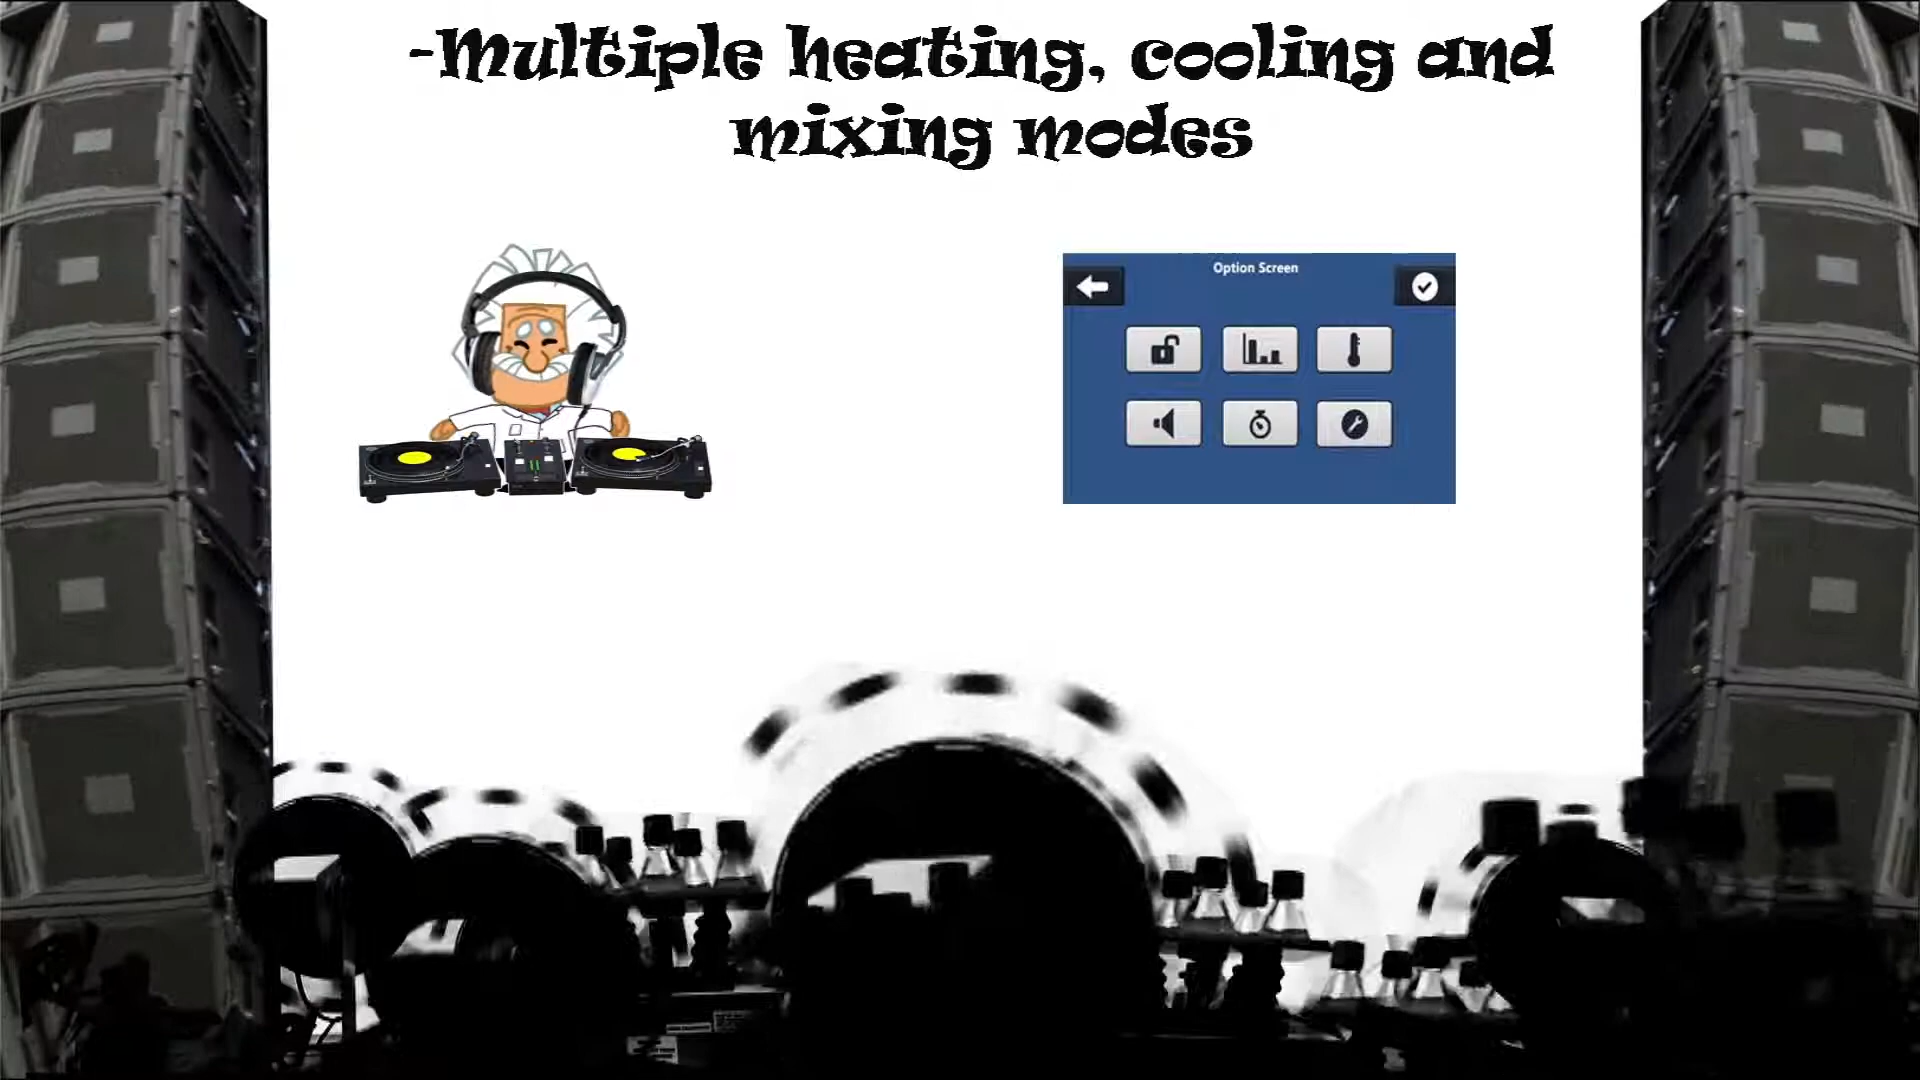 -Multiple heating, cooling and
mixing modes
Option Screen